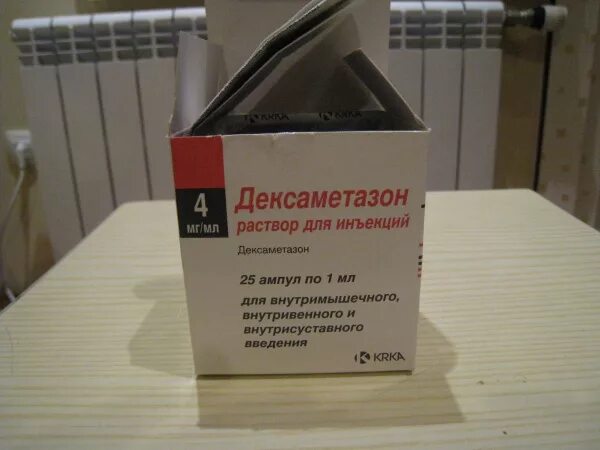 KRKA KRKA
4
мг/мл
Дексаметазон
раствор для инъекций
Дексаметазон
25 ампул по 1 мл
для внутримышечного,
внутривенного и
внутрисуставного
введения
KRKA